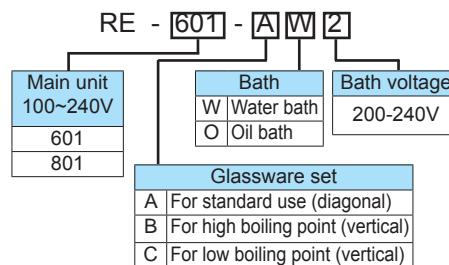 RE - 601 - A W 2
Main unit
100~240V
601
801
Bath
W Water bath
O Oil bath
Bath voltage
200-240V
Glassware set
A For standard use (diagonal)
B For high boiling point (vertical)
C For low boiling point (vertical)